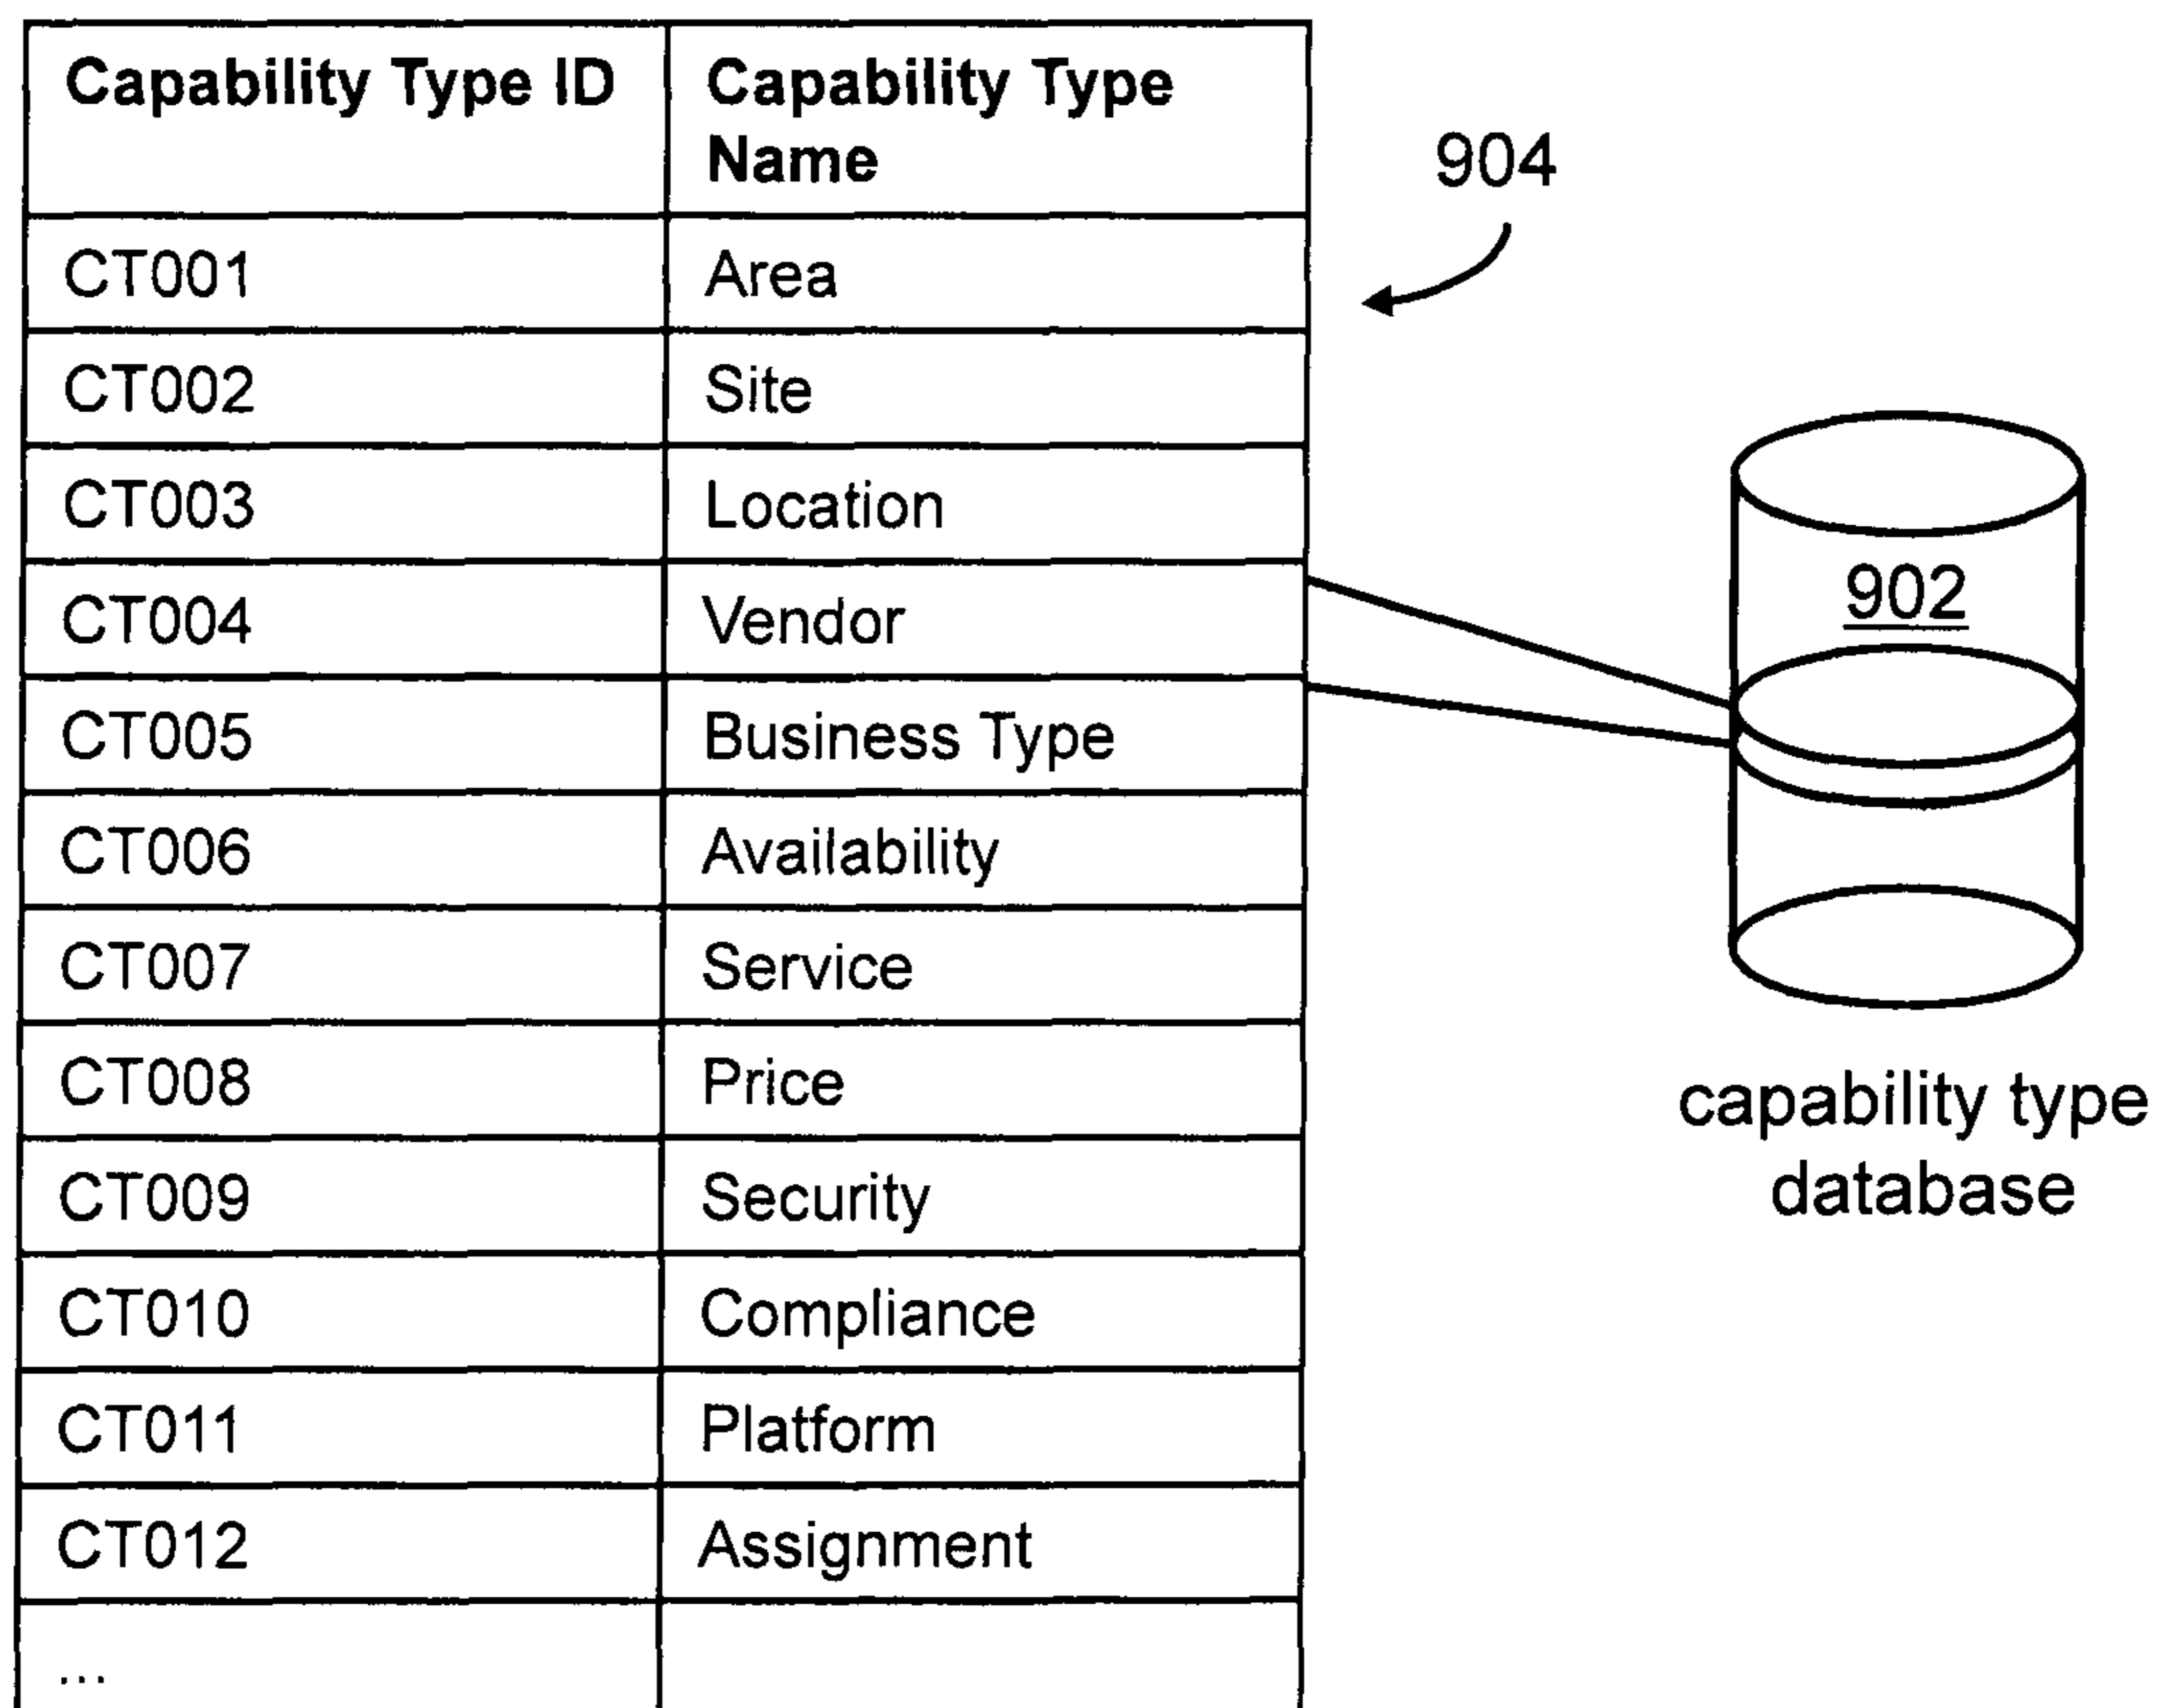 Capability Type ID Capability Type
Name
CT001 Area
CT002 Site
CT003 Location
CT004 Vendor
CT005 Business Type
CT006 Availability
CT007 Service
CT008 Price
CT009 Security
CT010 Compliance
CT011 Platform
CT012 Assignment
...
904
902
capability type
database